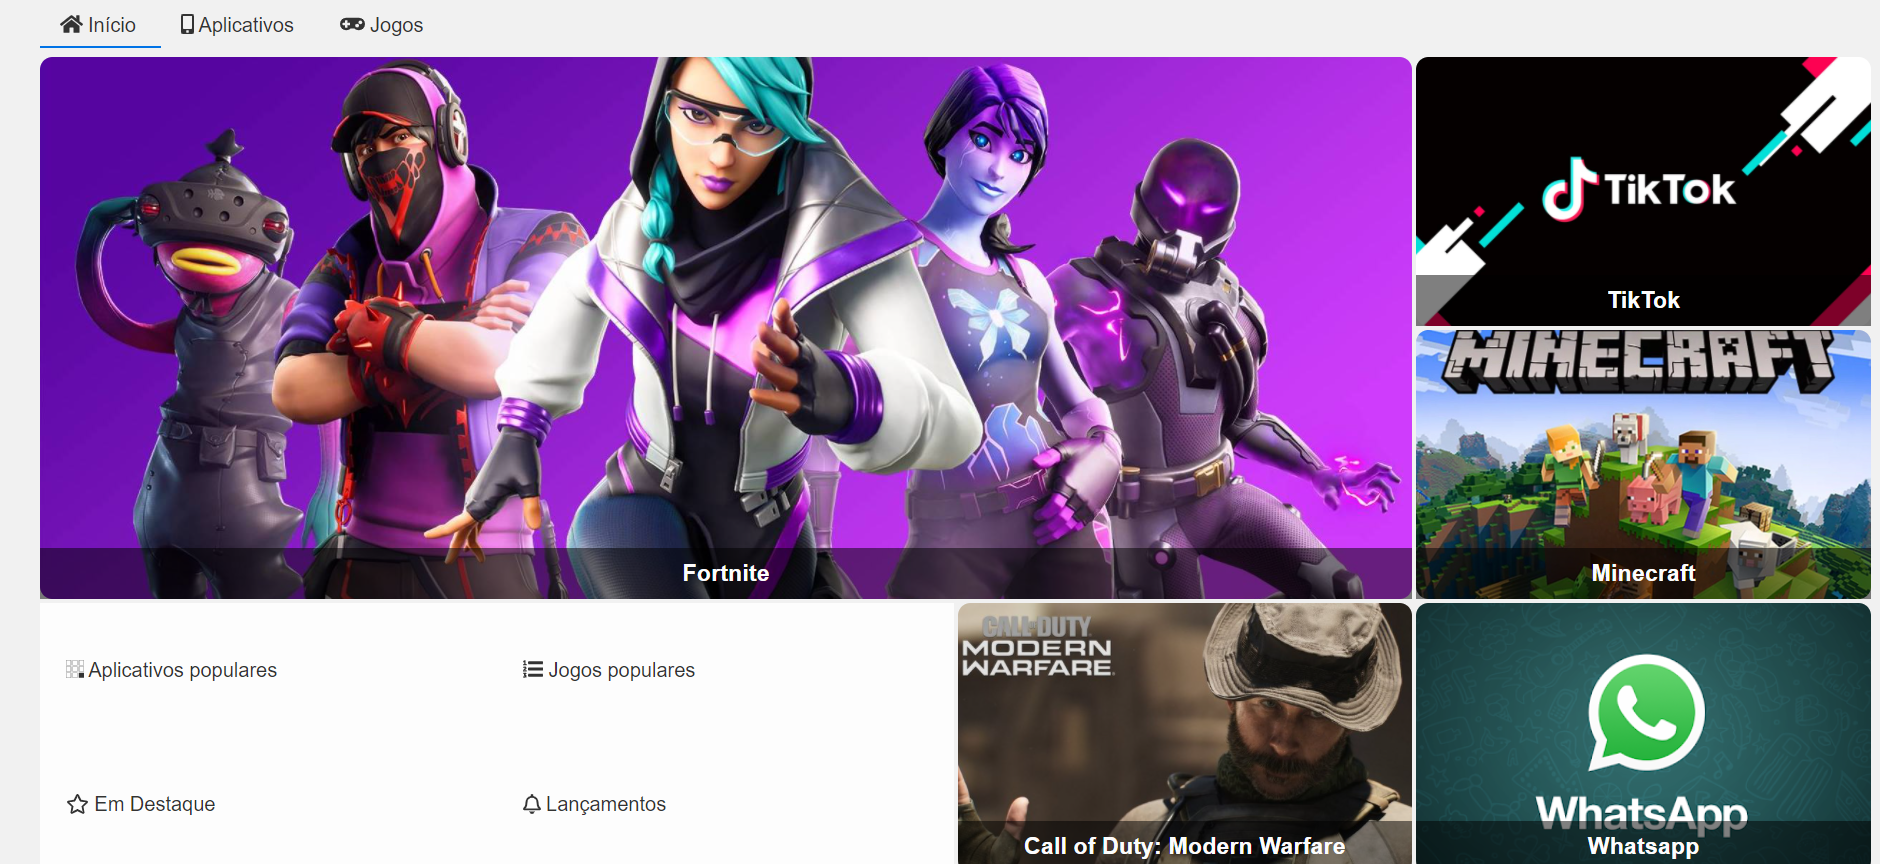 Início
Aplicativos
Jogos
Fortnite
TikTok
TikTok
MINECRAFT
Minecraft
Aplicativos populares
Jogos populares
Em Destaque
Lançamentos
CALL OF DUTY
MODERN
WARFARE
Call of Duty: Modern Warfare
WhatsApp
Whatsapp